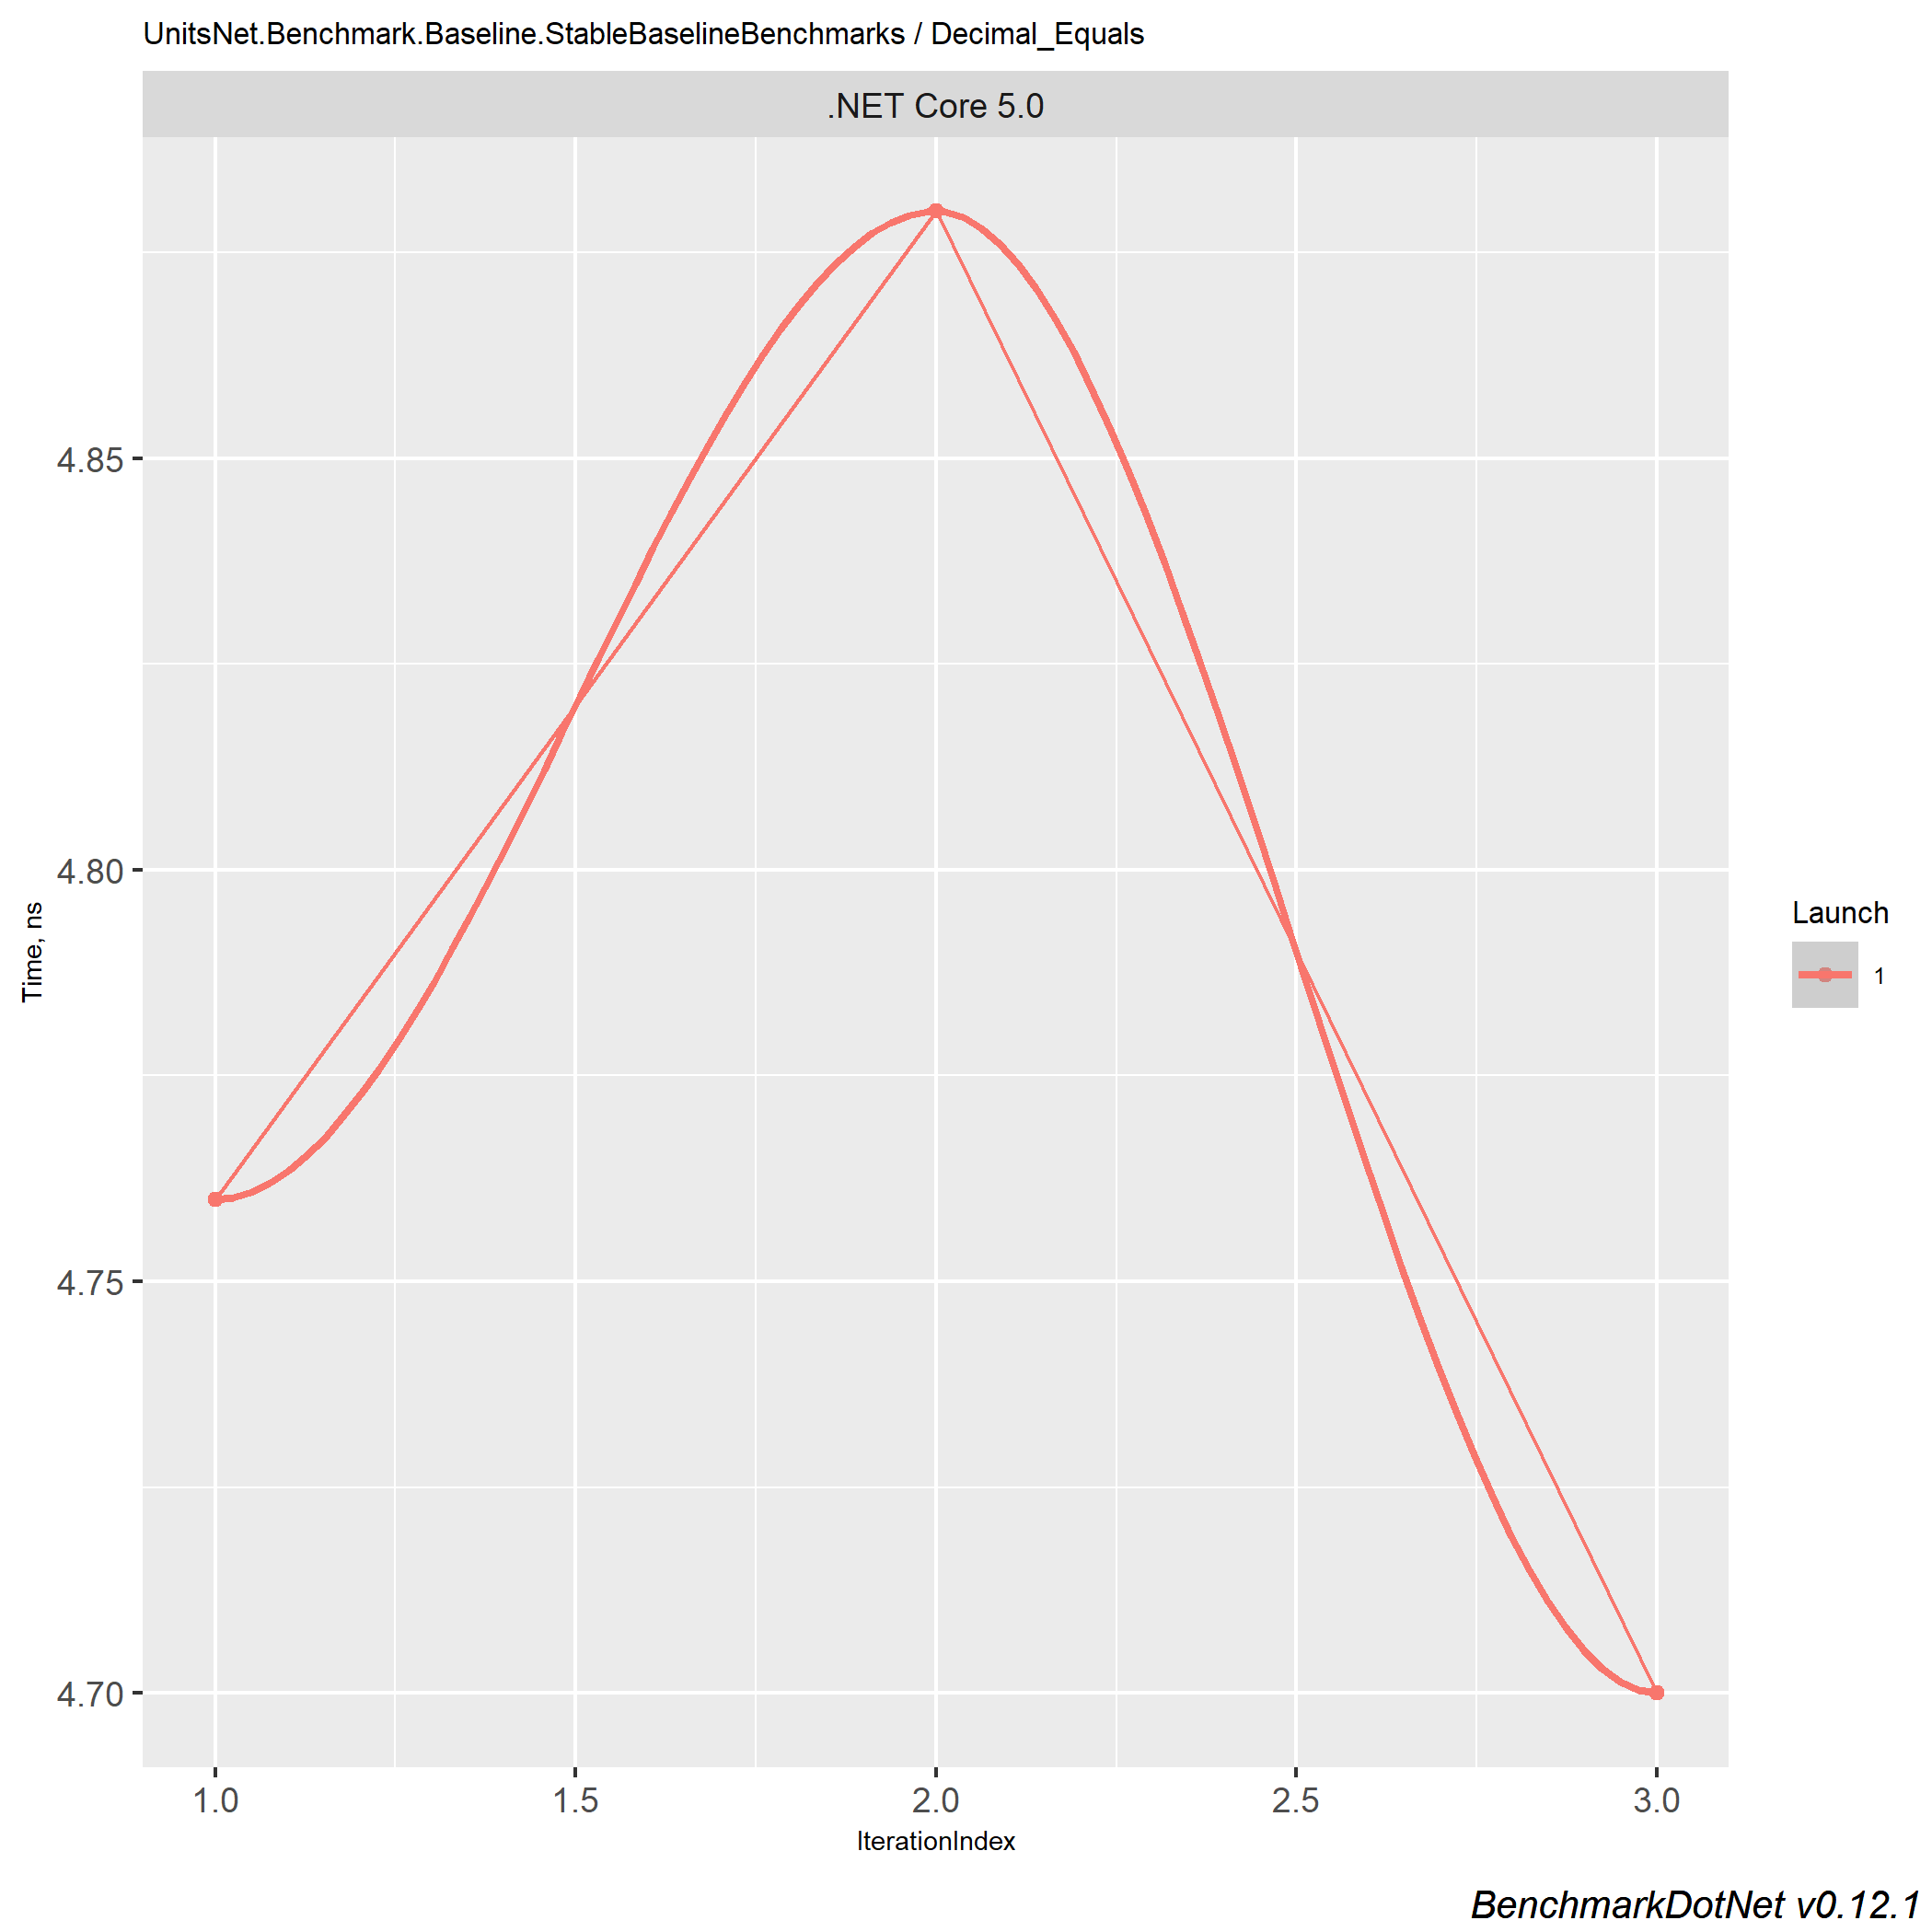 UnitsNet.Benchmark.Baseline.StableBaselineBenchmarks / Decimal_Equals
.NET Core 5.0
4.85
4.80
4.75
4.70
Time, ns
1.0 1.5 2.0 2.5 3.0
IterationIndex
Launch
1
BenchmarkDotNet v0.12.1